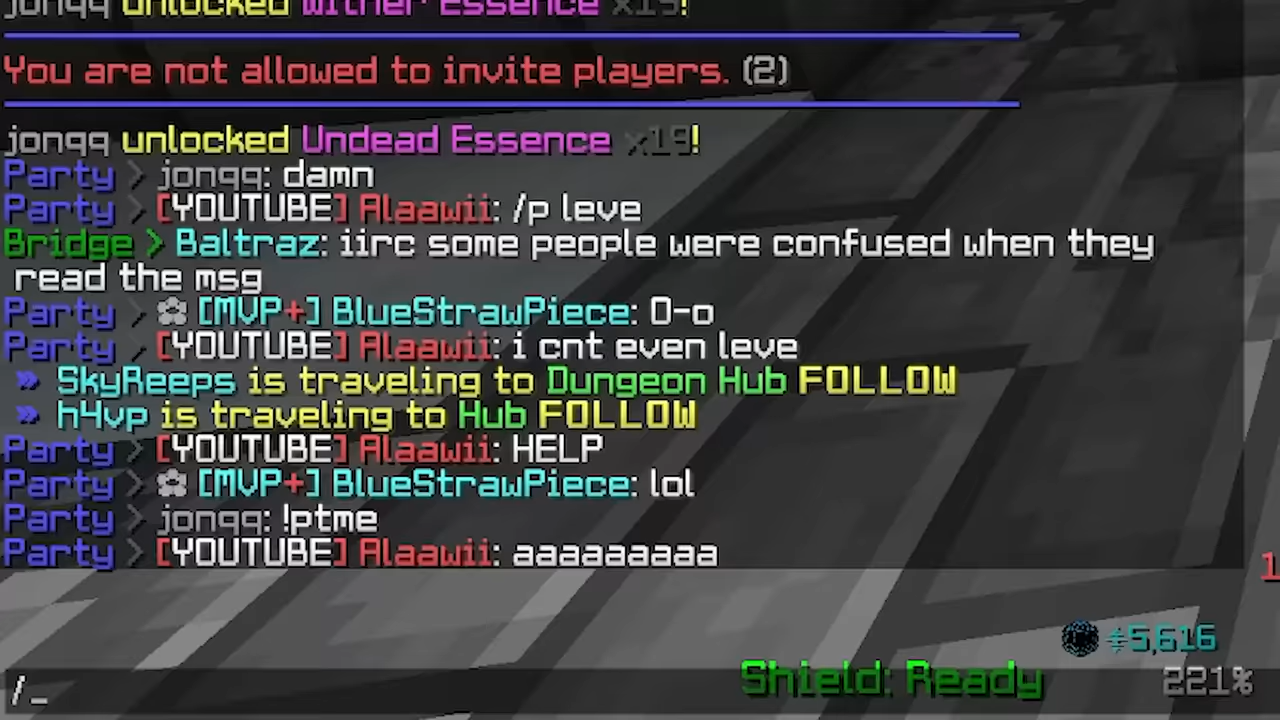 jonqq unlocked Wither Essence x15!
You are not allowed to invite players. (2)
jonqq unlocked Undead Essence x19!
Party > jonqq: damn
Party > [YOUTUBE] Alaawii: /p leve
Bridge > Baltraz: iirc some people were confused when they
read the msg
Party > ✿ [MVP+] BlueStrawPiece: O-o
Party > [YOUTUBE] Alaawii: i cnt even leve
» SkyReeps is traveling to Dungeon Hub FOLLOW
» h4vp is traveling to Hub FOLLOW
Party > [YOUTUBE] Alaawii: HELP
Party > ✿ [MVP+] BlueStrawPiece: lol
Party > jonqq: !ptme
Party > [YOUTUBE] Alaawii: aaaaaaaaa
1
+5,616
Shield: Ready
221%
/_